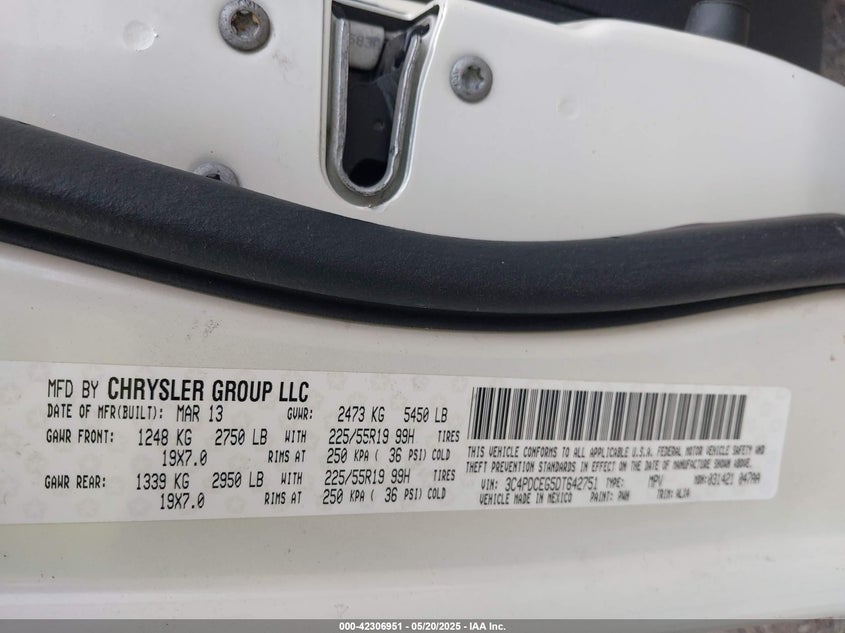 MFD BY CHRYSLER GROUP LLC
DATE OF MFR(BUILT): MAR 13 GVWR: 2473 KG 5450 LB
GAWR FRONT: 1248 KG 2750 LB WITH 225/55R19 99H TIRES
19X7.0 RIMS AT 250 KPA ( 36 PSI) COLD
GAWR REAR: 1339 KG 2950 LB WITH 225/55R19 99H TIRES
19X7.0 RIMS AT 250 KPA ( 36 PSI) COLD
THIS VEHICLE CONFORMS TO ALL APPLICABLE U.S.A. FEDERAL MOTOR VEHICLE SAFETY AND
THEFT PREVENTION STANDARDS IN EFFECT ON THE DATE OF MANUFACTURE SHOWN ABOVE.
VIN: 3C4PDCEG5DT642751 TYPE: MPV MDH:031421 047AA
VEHICLE MADE IN MEXICO PAINT: PWH TRIM:
000-42306951 — 05/20/2025 — IAA Inc.